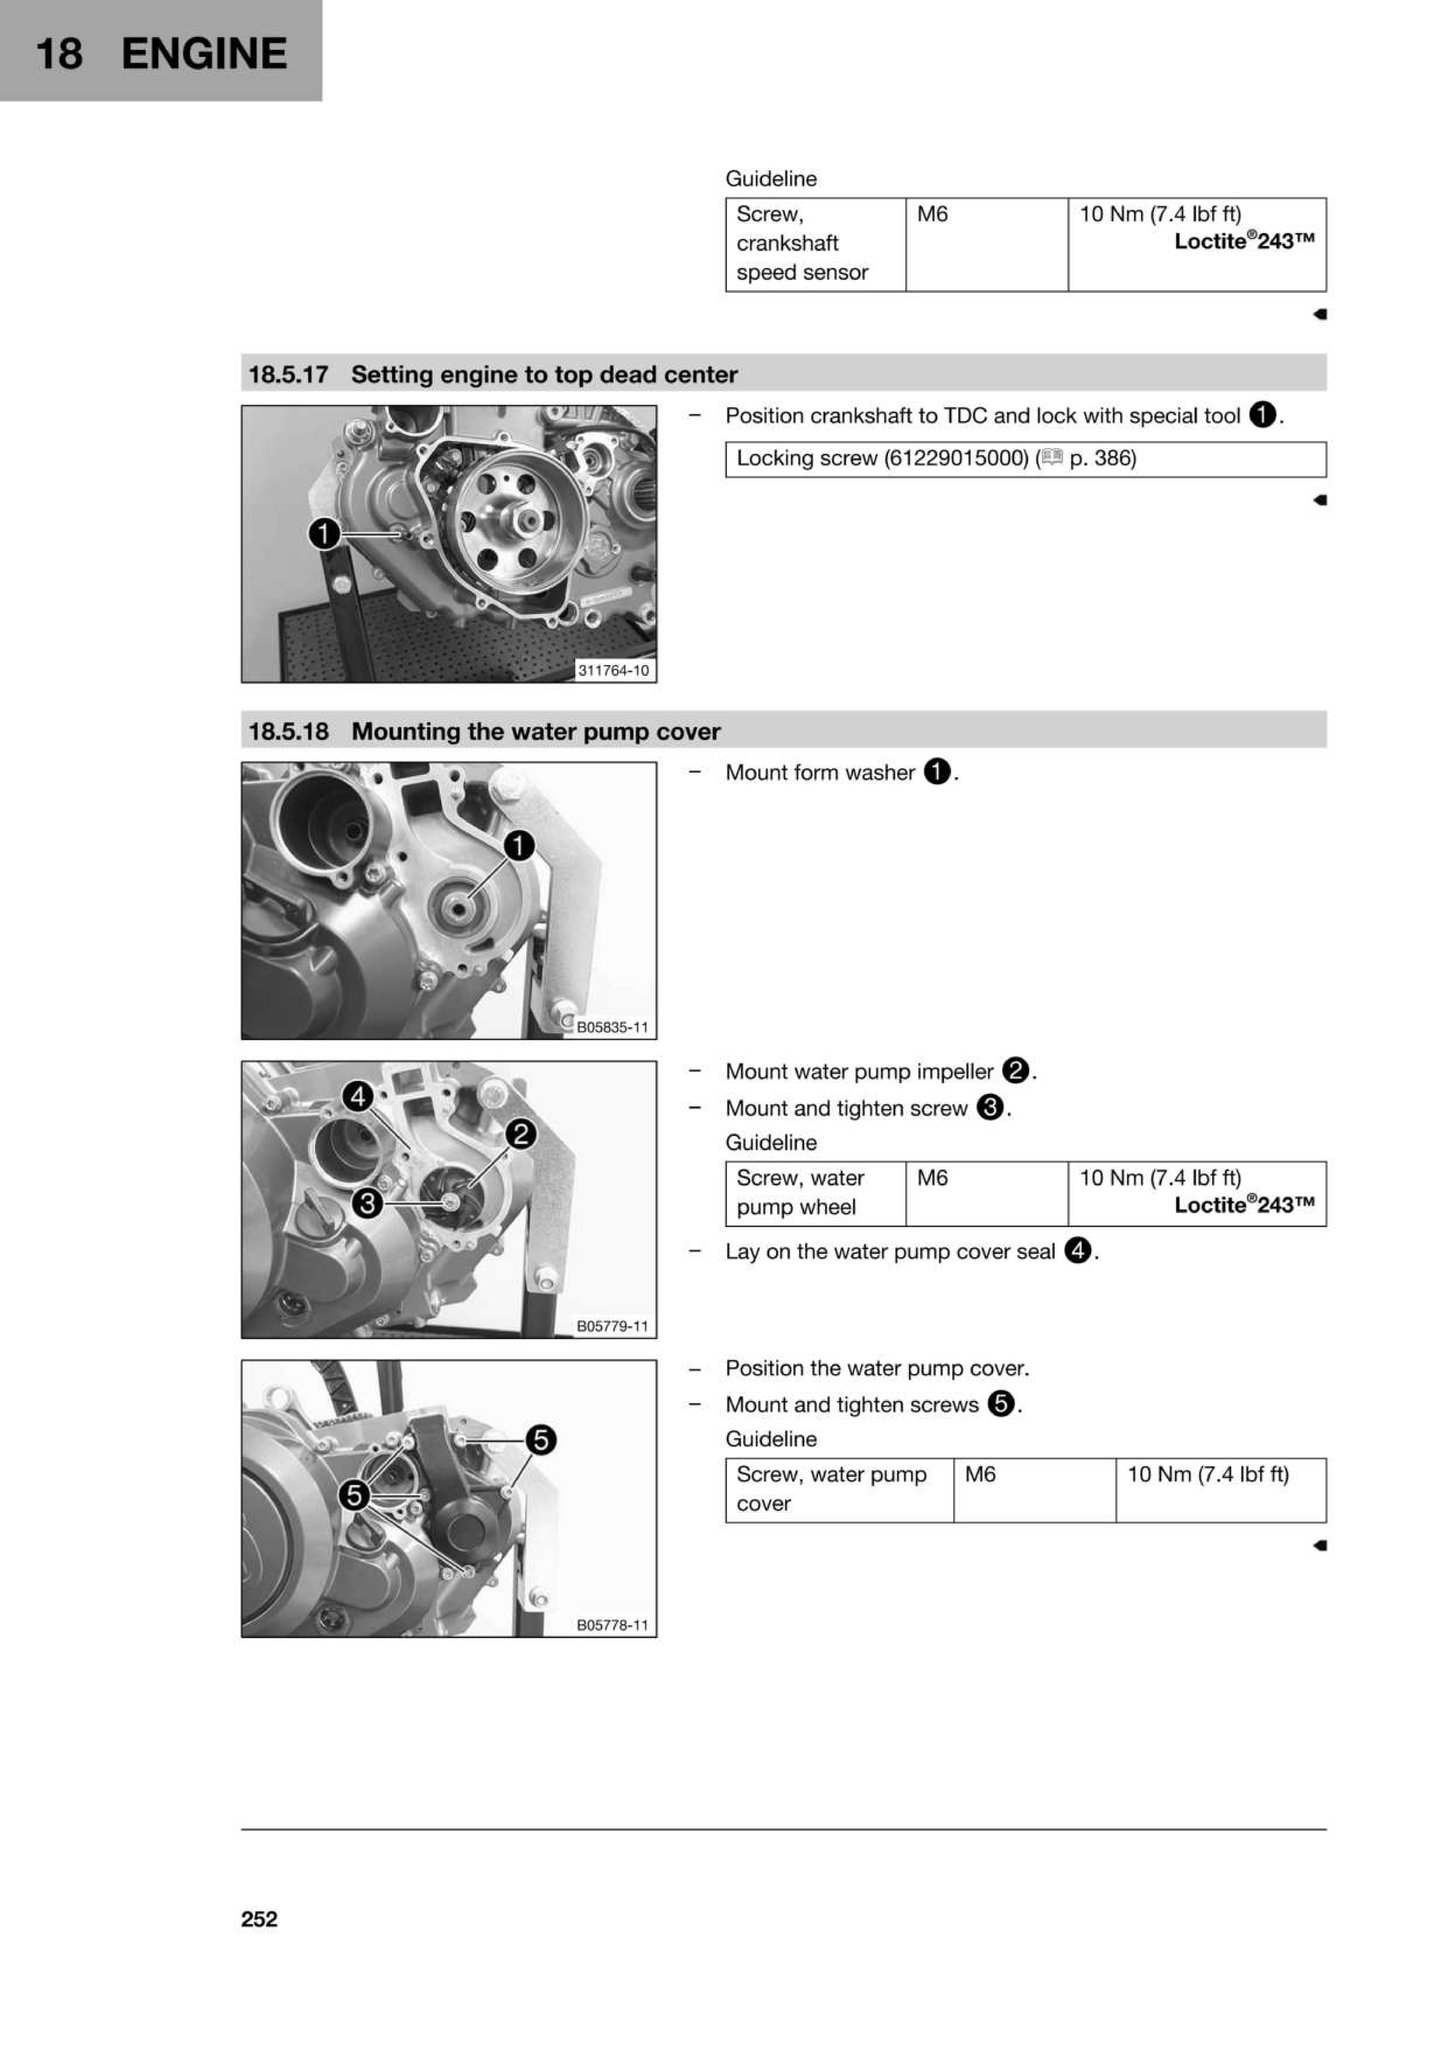 18 ENGINE
Guideline
Screw, M6 10 Nm (7.4 lbf ft)
crankshaft Loctite®243™
speed sensor
18.5.17 Setting engine to top dead center
– Position crankshaft to TDC and lock with special tool 1.
Locking screw (61229015000) ( p. 386)
1
311764-10
18.5.18 Mounting the water pump cover
– Mount form washer 1.
1
B05835-11
– Mount water pump impeller 2.
– Mount and tighten screw 3.
Guideline
Screw, water M6 10 Nm (7.4 lbf ft)
pump wheel Loctite®243™
– Lay on the water pump cover seal 4.
4
2
3
B05779-11
– Position the water pump cover.
– Mount and tighten screws 5.
Guideline
Screw, water pump M6 10 Nm (7.4 lbf ft)
cover
5
5
B05778-11
252